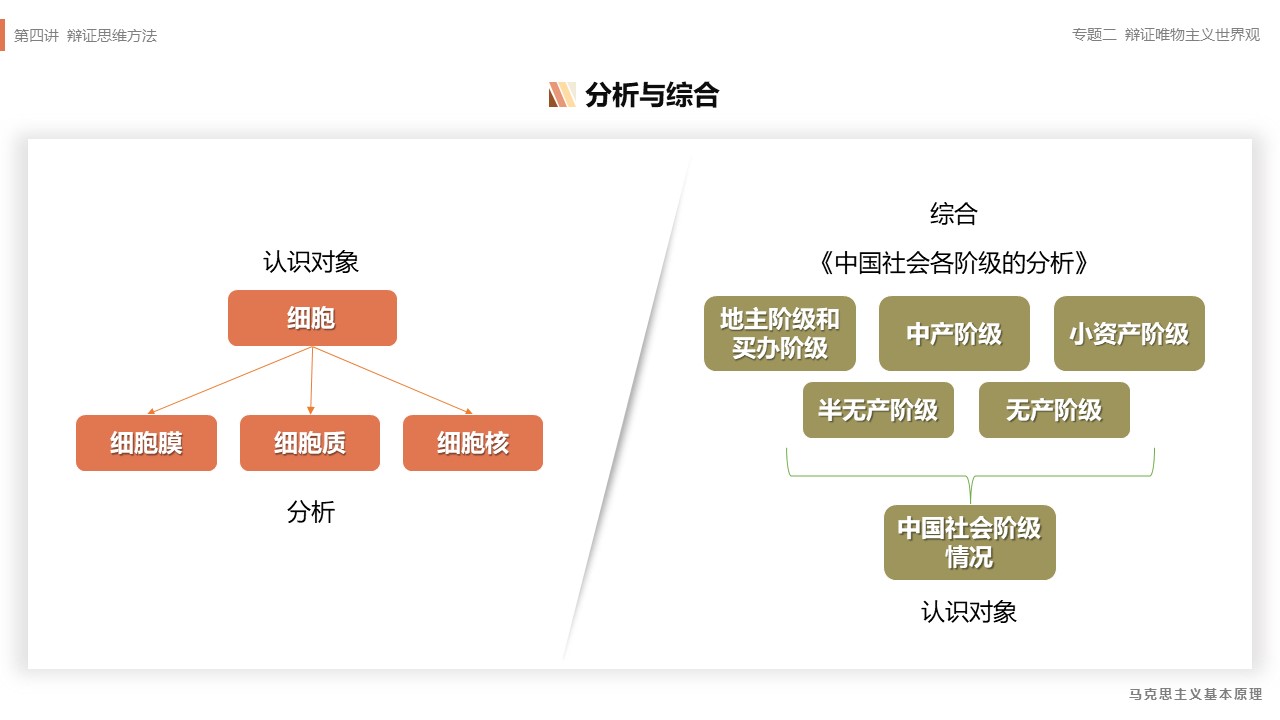 第四讲 辩证思维方法
专题二 辩证唯物主义世界观
分析与综合
认识对象
细胞
细胞膜
细胞质
细胞核
分析
综合
《中国社会各阶级的分析》
地主阶级和
买办阶级
中产阶级
小资产阶级
半无产阶级
无产阶级
中国社会阶级
情况
认识对象
马克思主义基本原理